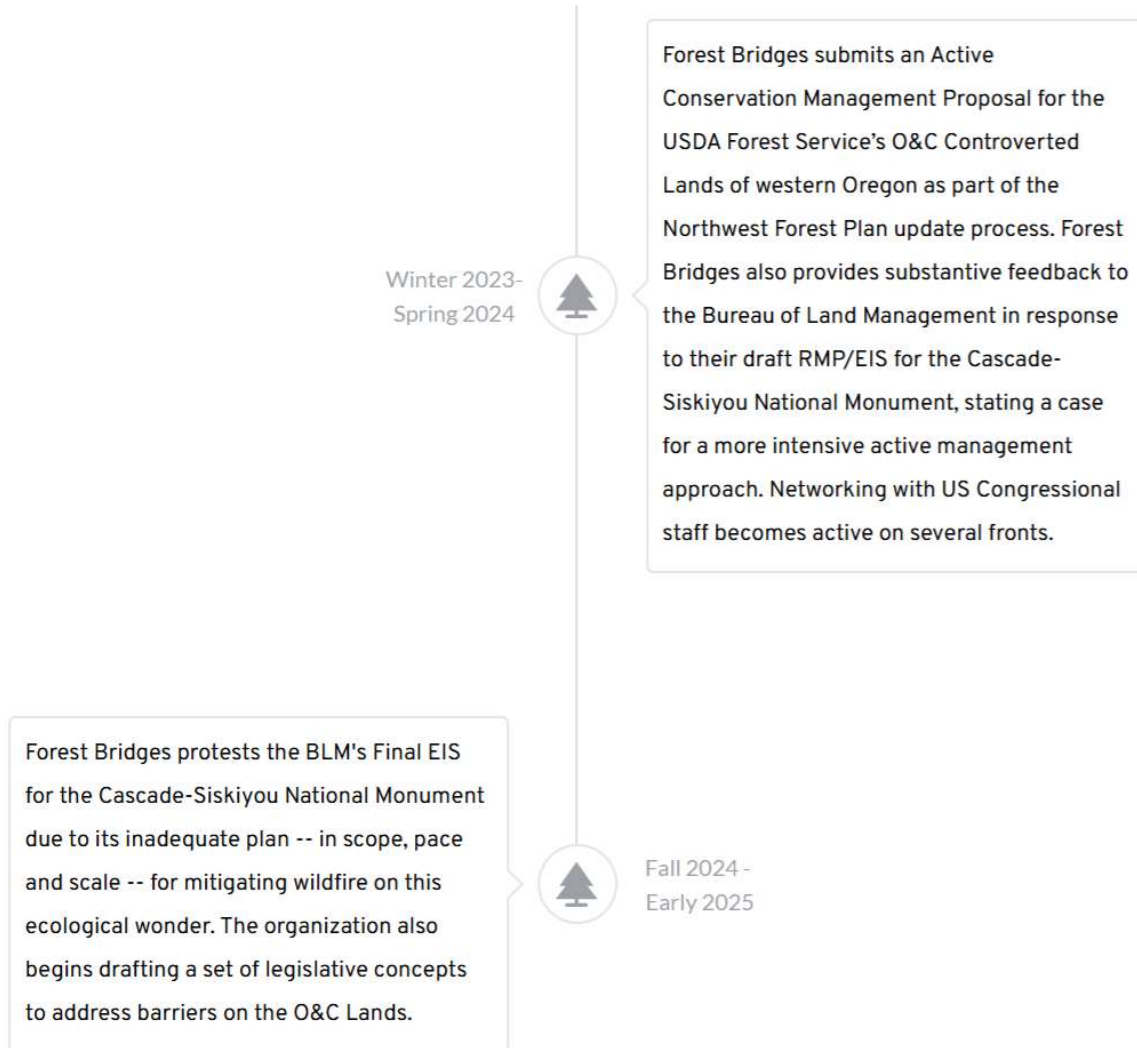 Forest Bridges submits an Active
Conservation Management Proposal for the
USDA Forest Service’s O&C Controverted
Lands of western Oregon as part of the
Northwest Forest Plan update process. Forest
Bridges also provides substantive feedback to
the Bureau of Land Management in response
to their draft RMP/EIS for the Cascade-
Siskiyou National Monument, stating a case
for a more intensive active management
approach. Networking with US Congressional
staff becomes active on several fronts.
Winter 2023-
Spring 2024
Forest Bridges protests the BLM's Final EIS
for the Cascade-Siskiyou National Monument
due to its inadequate plan -- in scope, pace
and scale -- for mitigating wildfire on this
ecological wonder. The organization also
begins drafting a set of legislative concepts
to address barriers on the O&C Lands.
Fall 2024 -
Early 2025